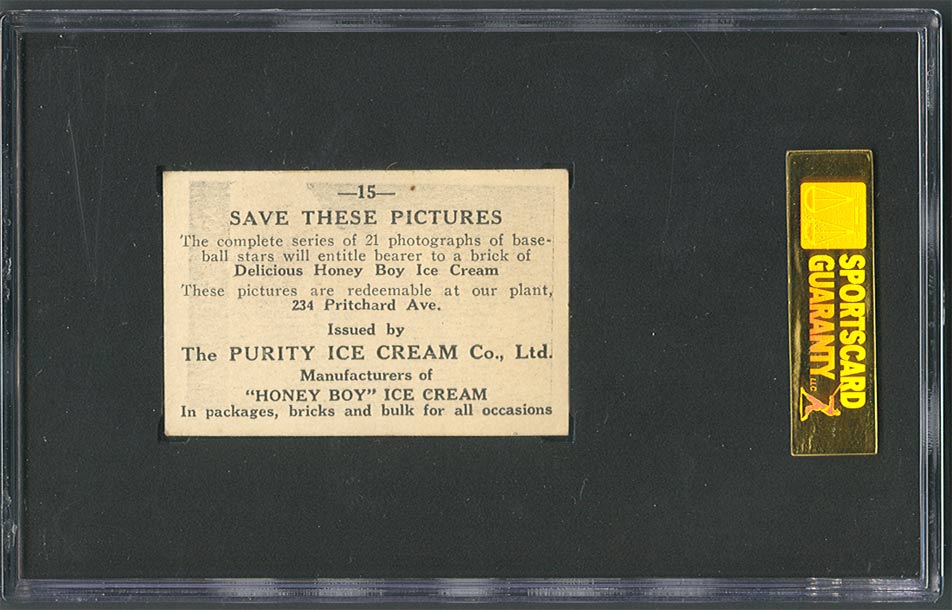 —15—
SAVE THESE PICTURES
The complete series of 21 photographs of base-
ball stars will entitle bearer to a brick of
Delicious Honey Boy Ice Cream
These pictures are redeemable at our plant,
234 Pritchard Ave.
Issued by
The PURITY ICE CREAM Co., Ltd.
Manufacturers of
"HONEY BOY" ICE CREAM
In packages, bricks and bulk for all occasions
SPORTSCARD
GUARANTY LLC